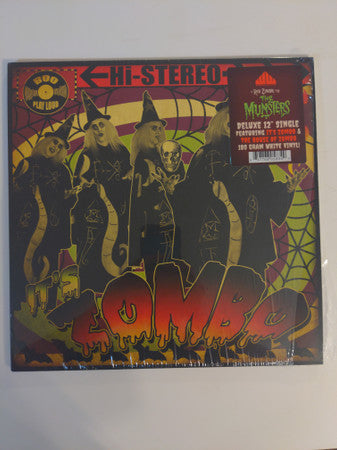 HI-STEREO
PLAY LOUD
A ROB ZOMBIE
THE
MUNSTERS
DELUXE 12" SINGLE
FEATURING IT'S ZOMBO &
THE HOUSE OF ZOMBO
180 GRAM WHITE VINYL!
IT'S
ZOMBO